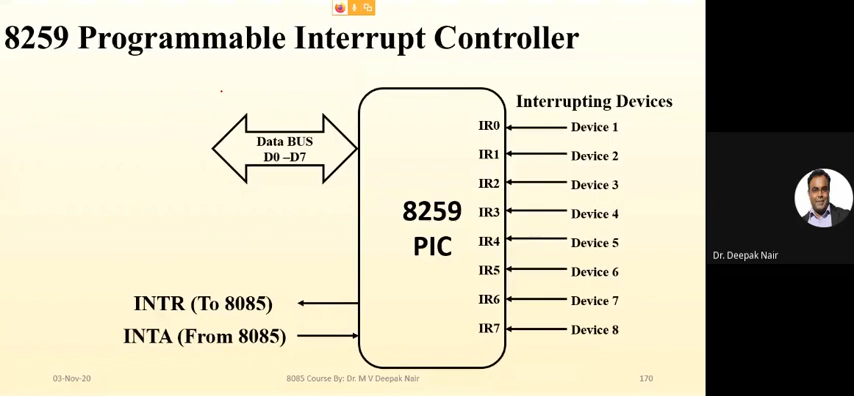 8259 Programmable Interrupt Controller
Interrupting Devices
Data BUS
D0 –D7
IR0
Device 1
IR1
Device 2
IR2
Device 3
IR3
Device 4
IR4
Device 5
IR5
Device 6
IR6
Device 7
IR7
Device 8
8259
PIC
INTR (To 8085)
INTA (From 8085)
Dr. Deepak Nair
03-Nov-20
8085 Course By: Dr. M V Deepak Nair
170